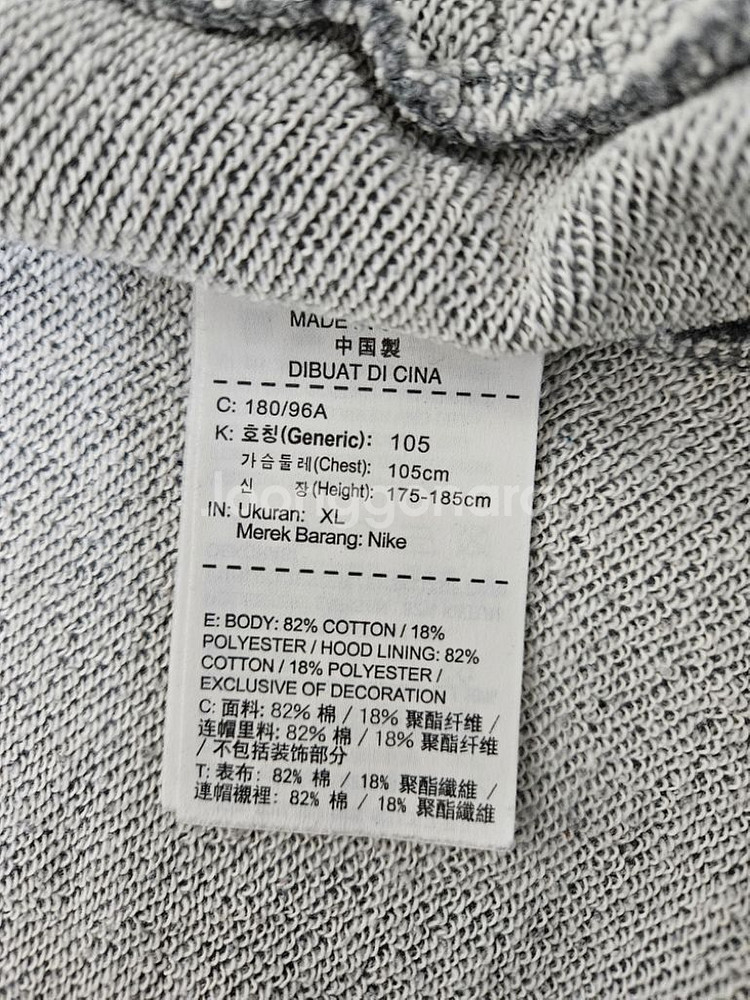 MADE
中国製
DIBUAT DI CINA
C: 180/96A
K: 호칭(Generic): 105
가슴둘레(Chest): 105cm
신 장(Height): 175-185cm
IN: Ukuran: XL
Merek Barang: Nike
E: BODY: 82% COTTON / 18%
POLYESTER / HOOD LINING: 82%
COTTON / 18% POLYESTER /
EXCLUSIVE OF DECORATION
C: 面料: 82% 棉 / 18% 聚酯纤维 /
连帽里料: 82% 棉 / 18% 聚酯纤维
/ 不包括装饰部分
T: 表布: 82% 棉 / 18% 聚酯纖維 /
連帽襯裡: 82% 棉 / 18% 聚酯纖維